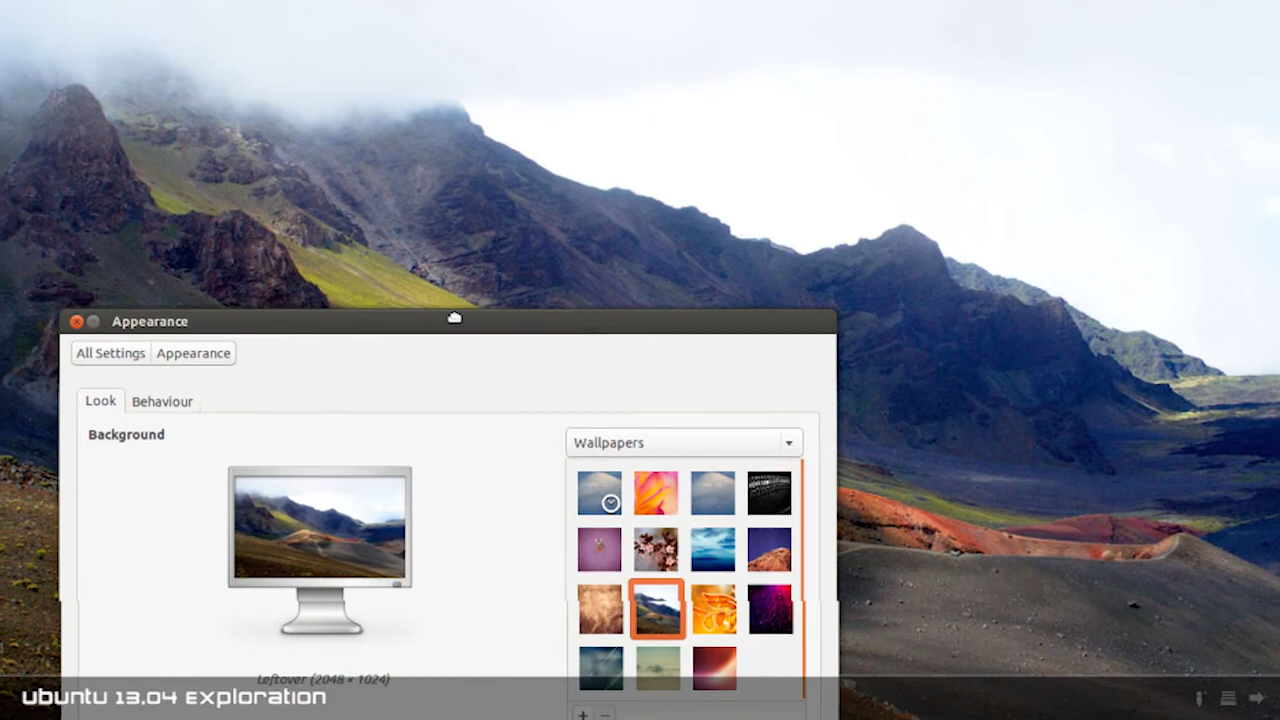 Appearance
All Settings Appearance
Look Behaviour
Background
Wallpapers
Leftover (2048 × 1024)
ubuntu 13.04 Exploration